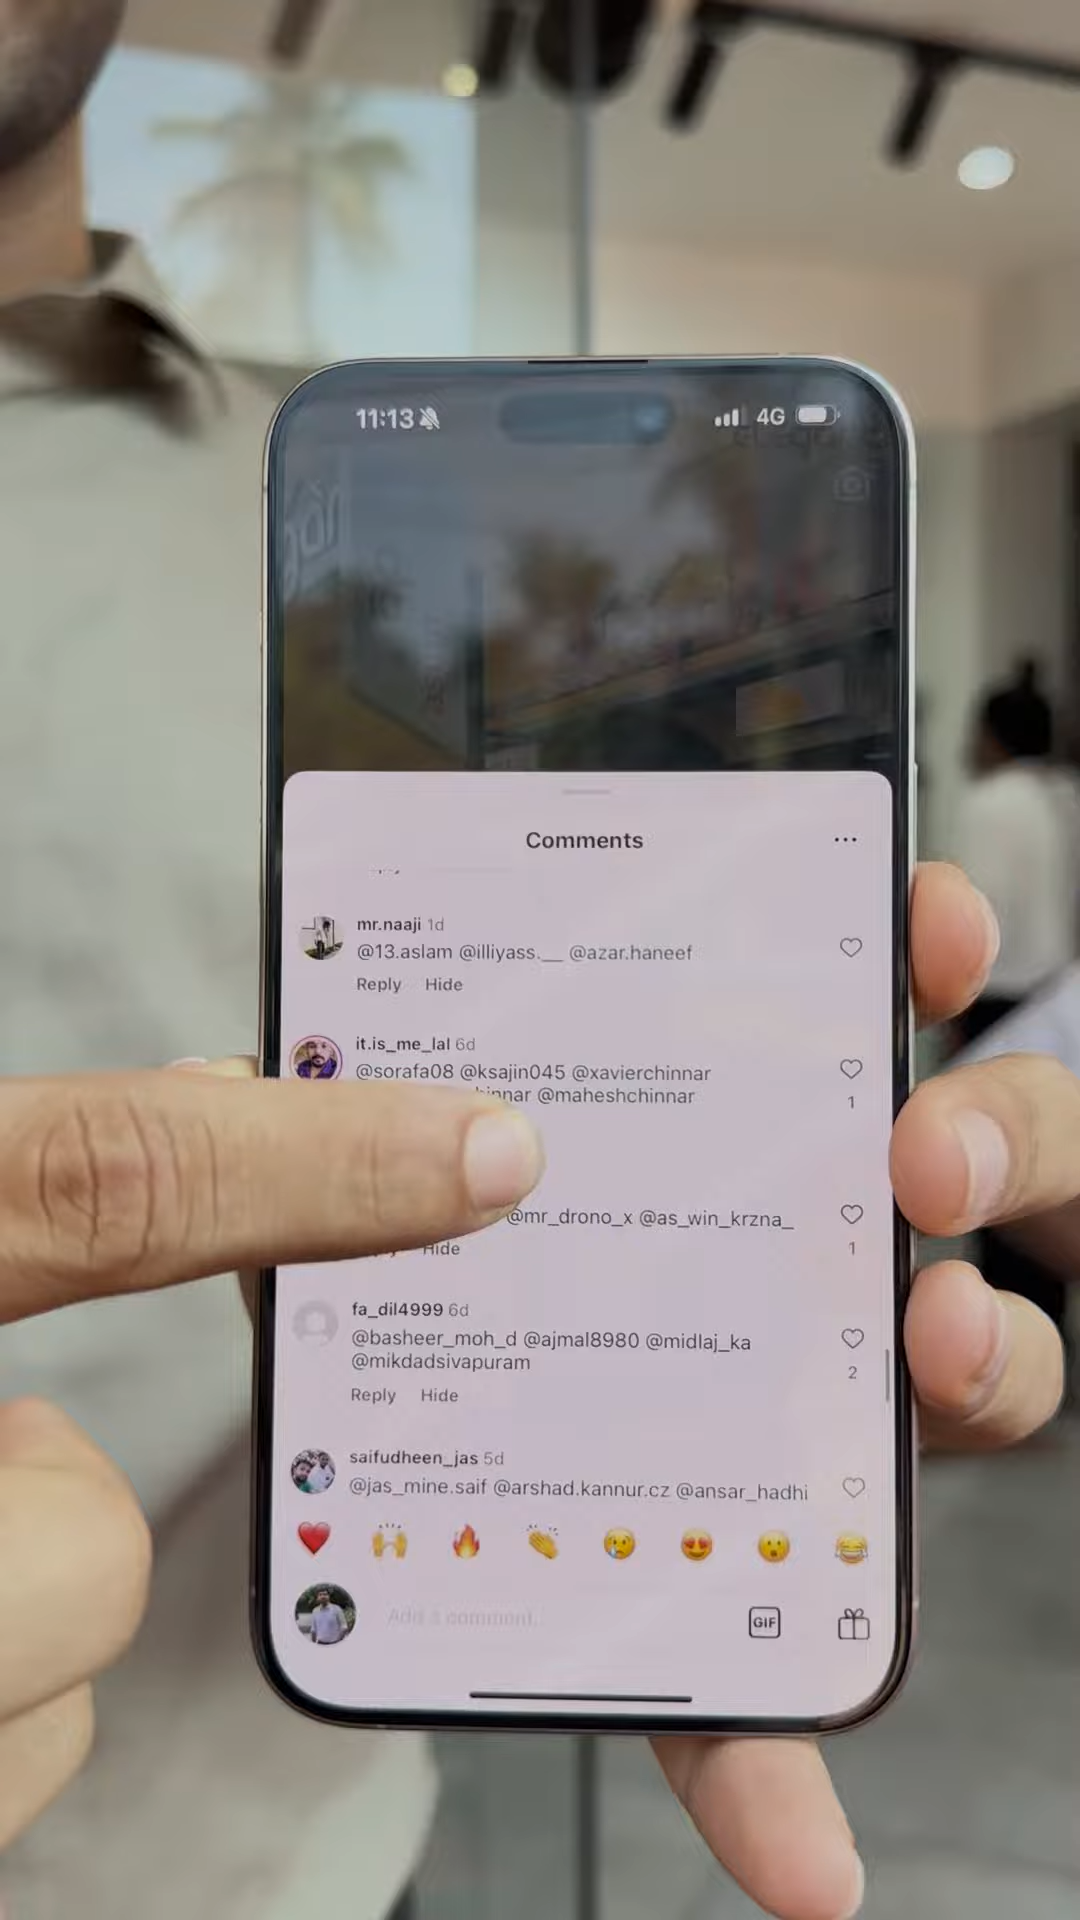 11:13
4G
Comments
mr.naaji 1d
@13.aslam @illiyass.__ @azar.haneef
Reply Hide
it.is_me_lal 6d
@sorafa08 @ksajin045 @xavierchinnar
@maheshchinnar
1
@mr_drono_x @as_win_krzna_
Hide
1
fa_dil4999 6d
@basheer_moh_d @ajmal8980 @midlaj_ka
@mikdadsivapuram
2
Reply Hide
saifudheen_jas 5d
@jas_mine.saif @arshad.kannur.cz @ansar_hadhi
Add a comment...
GIF